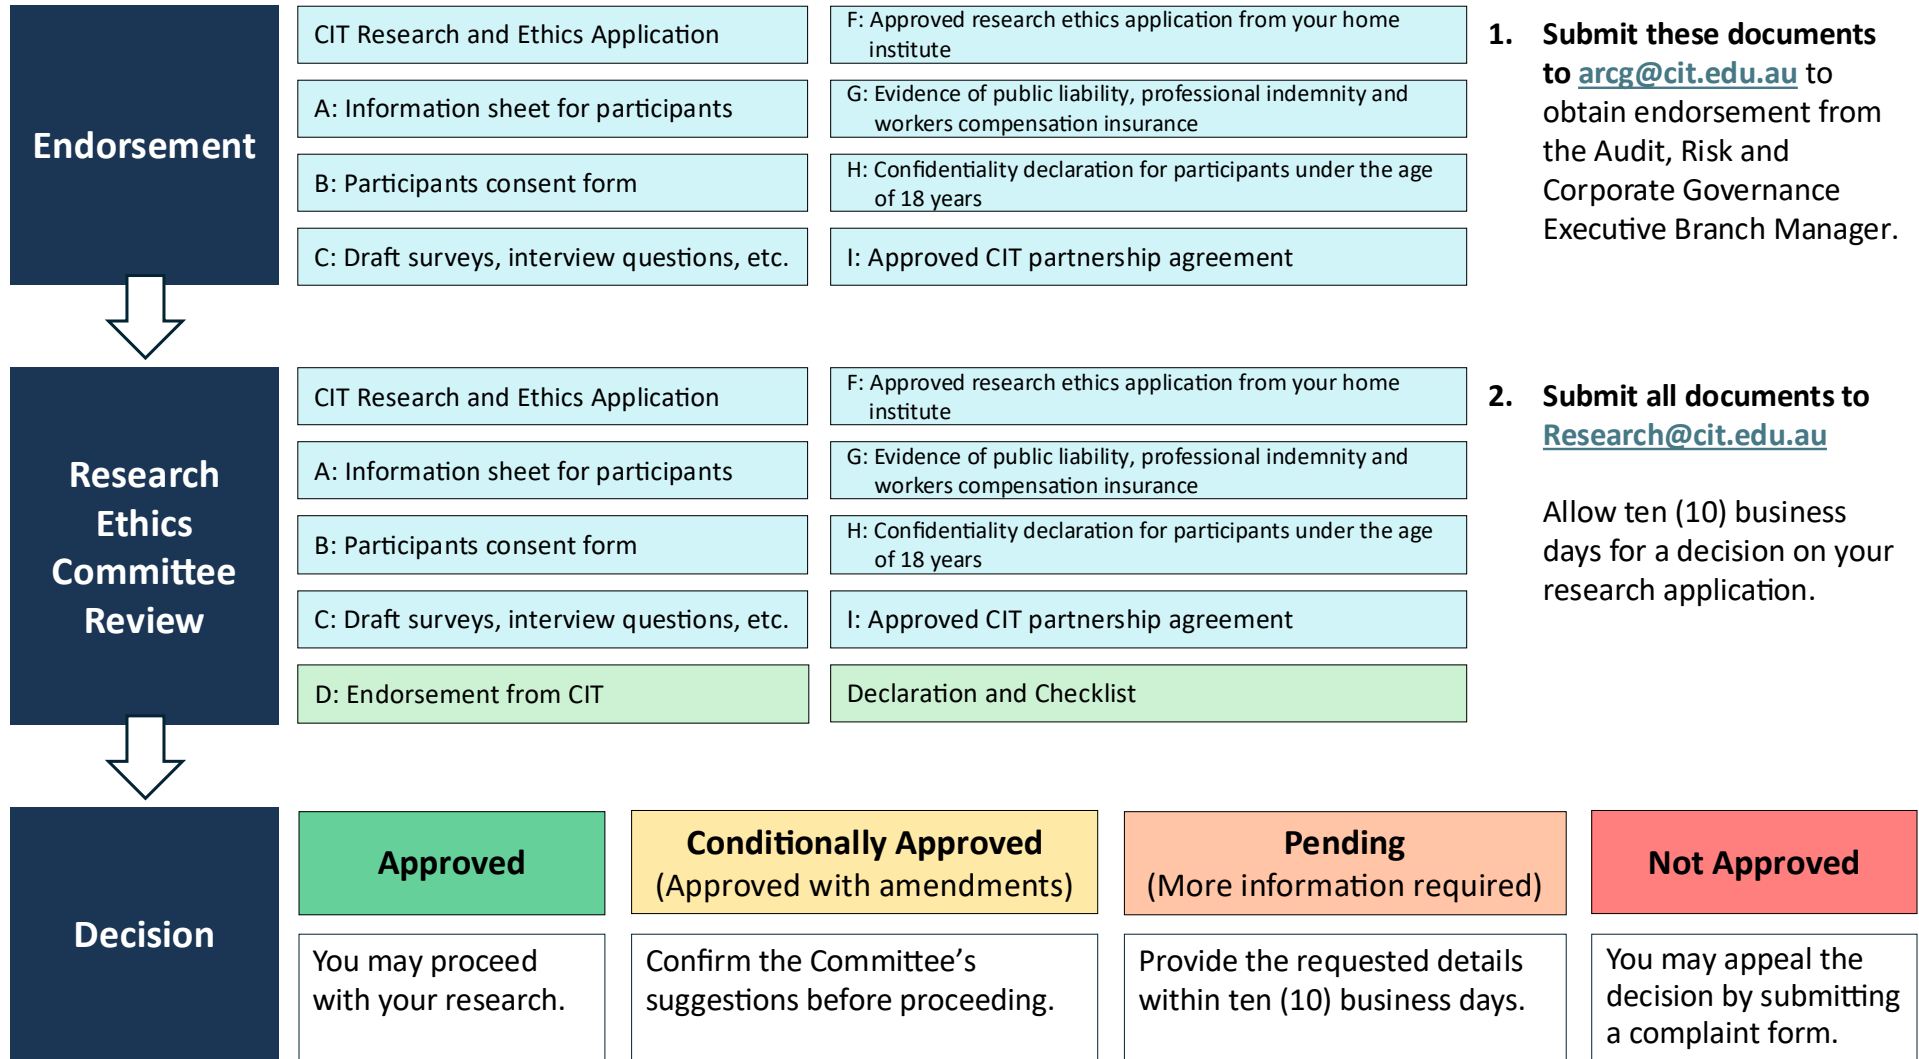 Endorsement
CIT Research and Ethics Application
A: Information sheet for participants
B: Participants consent form
C: Draft surveys, interview questions, etc.
F: Approved research ethics application from your home
institute
G: Evidence of public liability, professional indemnity and
workers compensation insurance
H: Confidentiality declaration for participants under the age
of 18 years
I: Approved CIT partnership agreement
1. Submit these documents
to arcg@cit.edu.au to
obtain endorsement from
the Audit, Risk and
Corporate Governance
Executive Branch Manager.
Research
Ethics
Committee
Review
CIT Research and Ethics Application
A: Information sheet for participants
B: Participants consent form
C: Draft surveys, interview questions, etc.
D: Endorsement from CIT
F: Approved research ethics application from your home
institute
G: Evidence of public liability, professional indemnity and
workers compensation insurance
H: Confidentiality declaration for participants under the age
of 18 years
I: Approved CIT partnership agreement
Declaration and Checklist
2. Submit all documents to
Research@cit.edu.au
Allow ten (10) business
days for a decision on your
research application.
Decision
Approved
You may proceed
with your research.
Conditionally Approved
(Approved with amendments)
Confirm the Committee’s
suggestions before proceeding.
Pending
(More information required)
Provide the requested details
within ten (10) business days.
Not Approved
You may appeal the
decision by submitting
a complaint form.